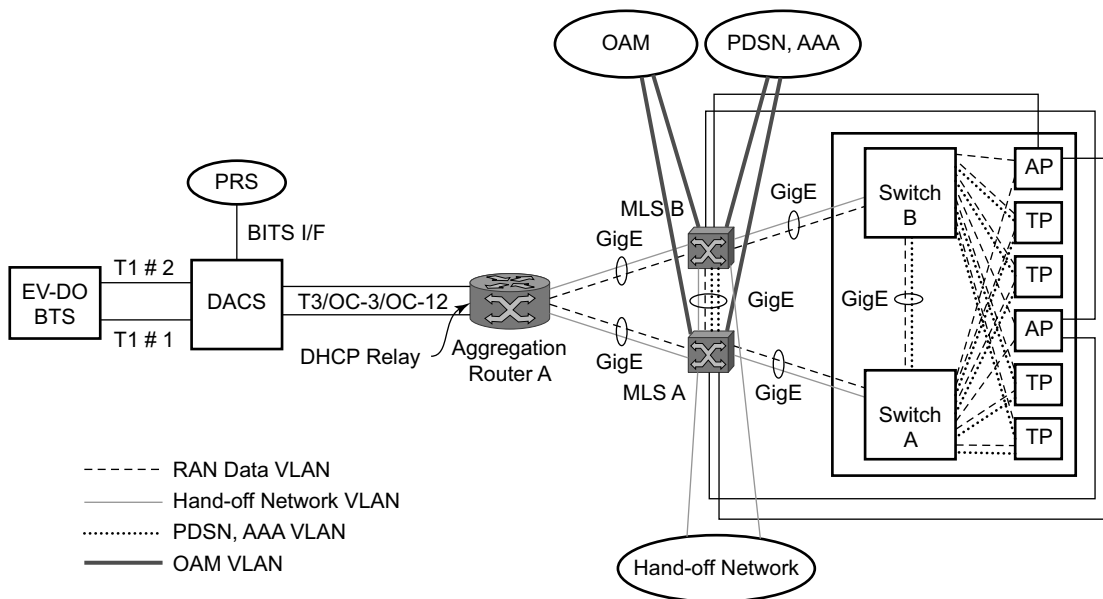 OAM
PDSN, AAA
PRS
BITS I/F
EV-DO
BTS
T1 # 2
T1 # 1
DACS
T3/OC-3/OC-12
DHCP Relay
Aggregation
Router A
GigE
GigE
MLS B
MLS A
GigE
GigE
GigE
GigE
Switch
B
Switch
A
AP
TP
TP
AP
TP
TP
RAN Data VLAN
Hand-off Network VLAN
PDSN, AAA VLAN
OAM VLAN
Hand-off Network